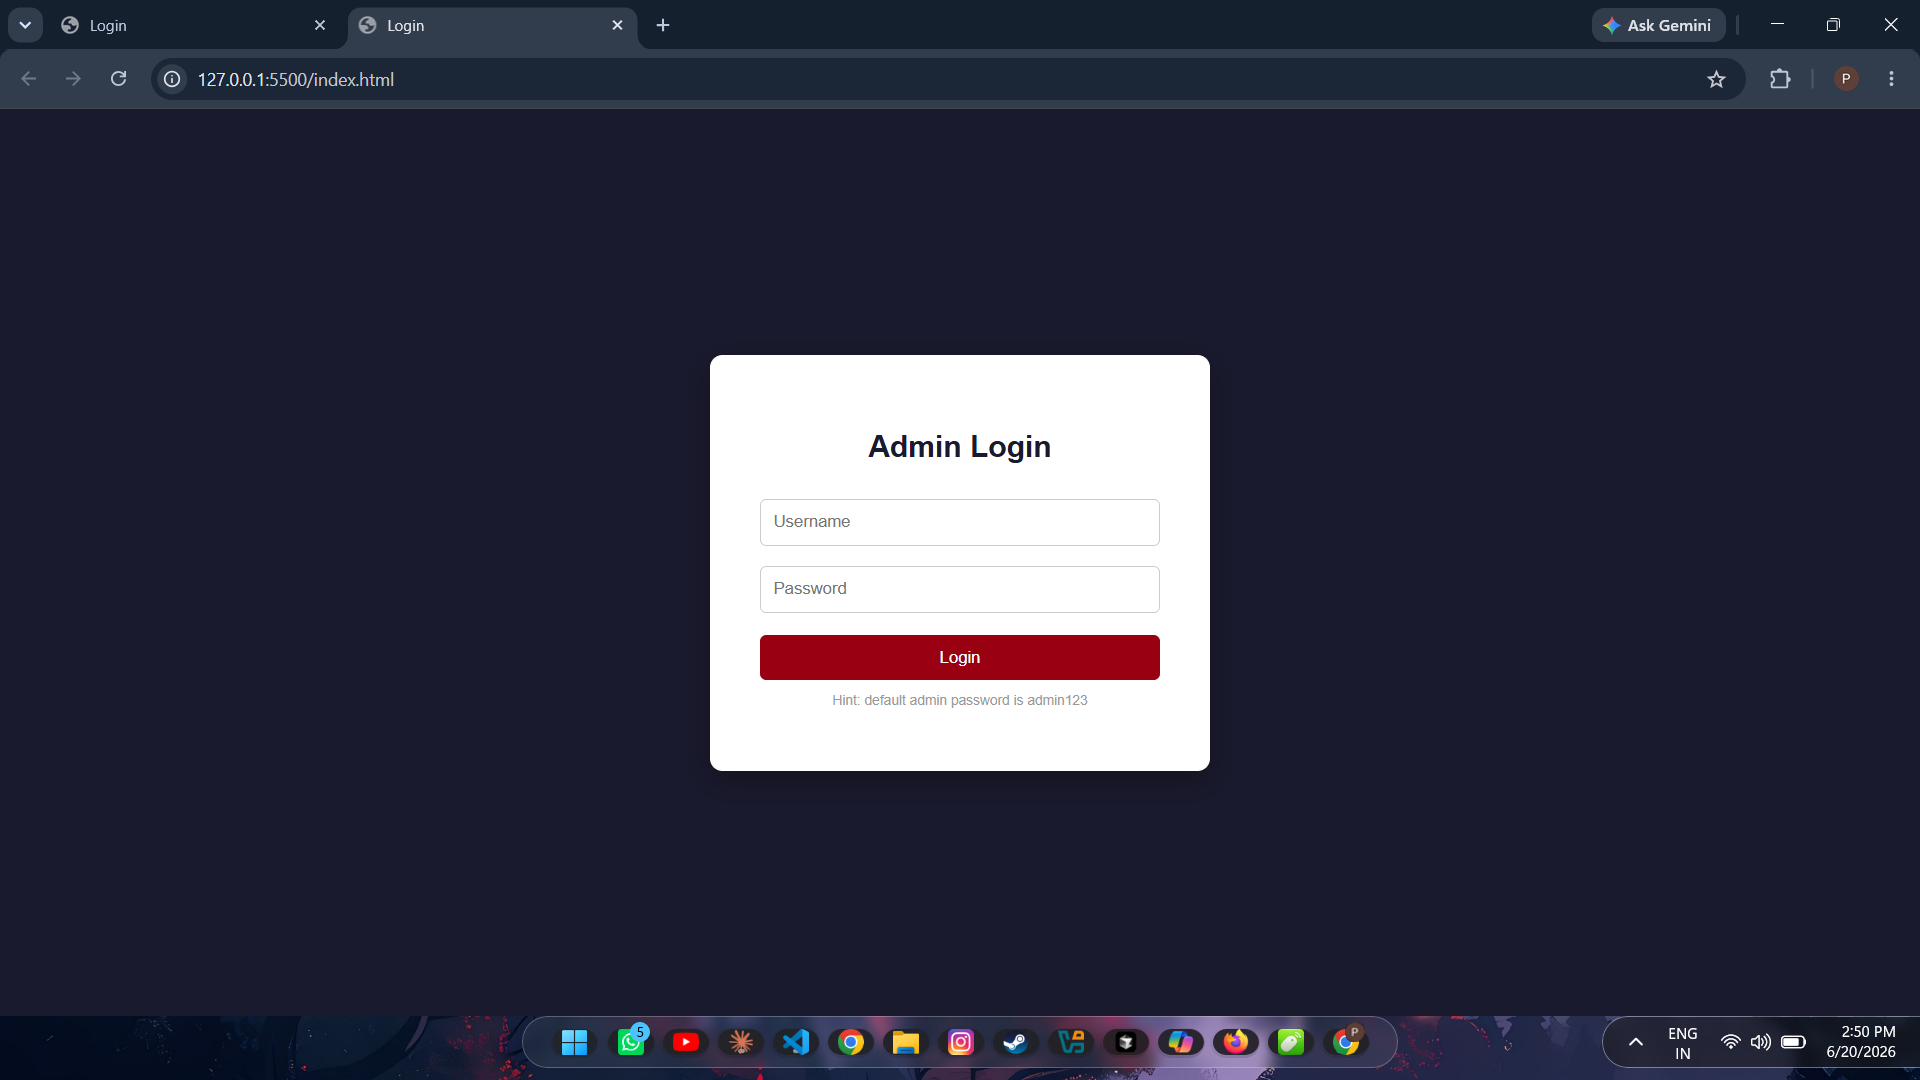 Login
Login
Ask Gemini
127.0.0.1:5500/index.html
P
Admin Login
Username
Password
Login
Hint: default admin password is admin123
5
P
ENG
IN
2:50 PM
6/20/2026